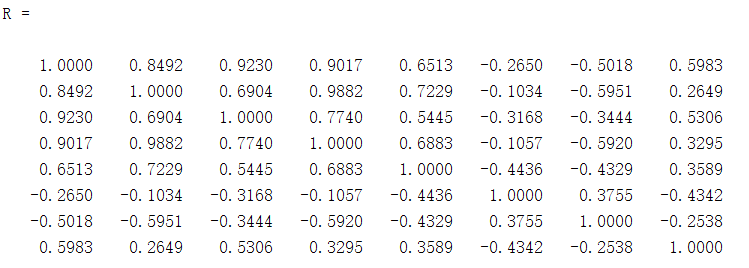 R =
1.0000 0.8492 0.9230 0.9017 0.6513 -0.2650 -0.5018 0.5983
0.8492 1.0000 0.6904 0.9882 0.7229 -0.1034 -0.5951 0.2649
0.9230 0.6904 1.0000 0.7740 0.5445 -0.3168 -0.3444 0.5306
0.9017 0.9882 0.7740 1.0000 0.6883 -0.1057 -0.5920 0.3295
0.6513 0.7229 0.5445 0.6883 1.0000 -0.4436 -0.4329 0.3589
-0.2650 -0.1034 -0.3168 -0.1057 -0.4436 1.0000 0.3755 -0.4342
-0.5018 -0.5951 -0.3444 -0.5920 -0.4329 0.3755 1.0000 -0.2538
0.5983 0.2649 0.5306 0.3295 0.3589 -0.4342 -0.2538 1.0000